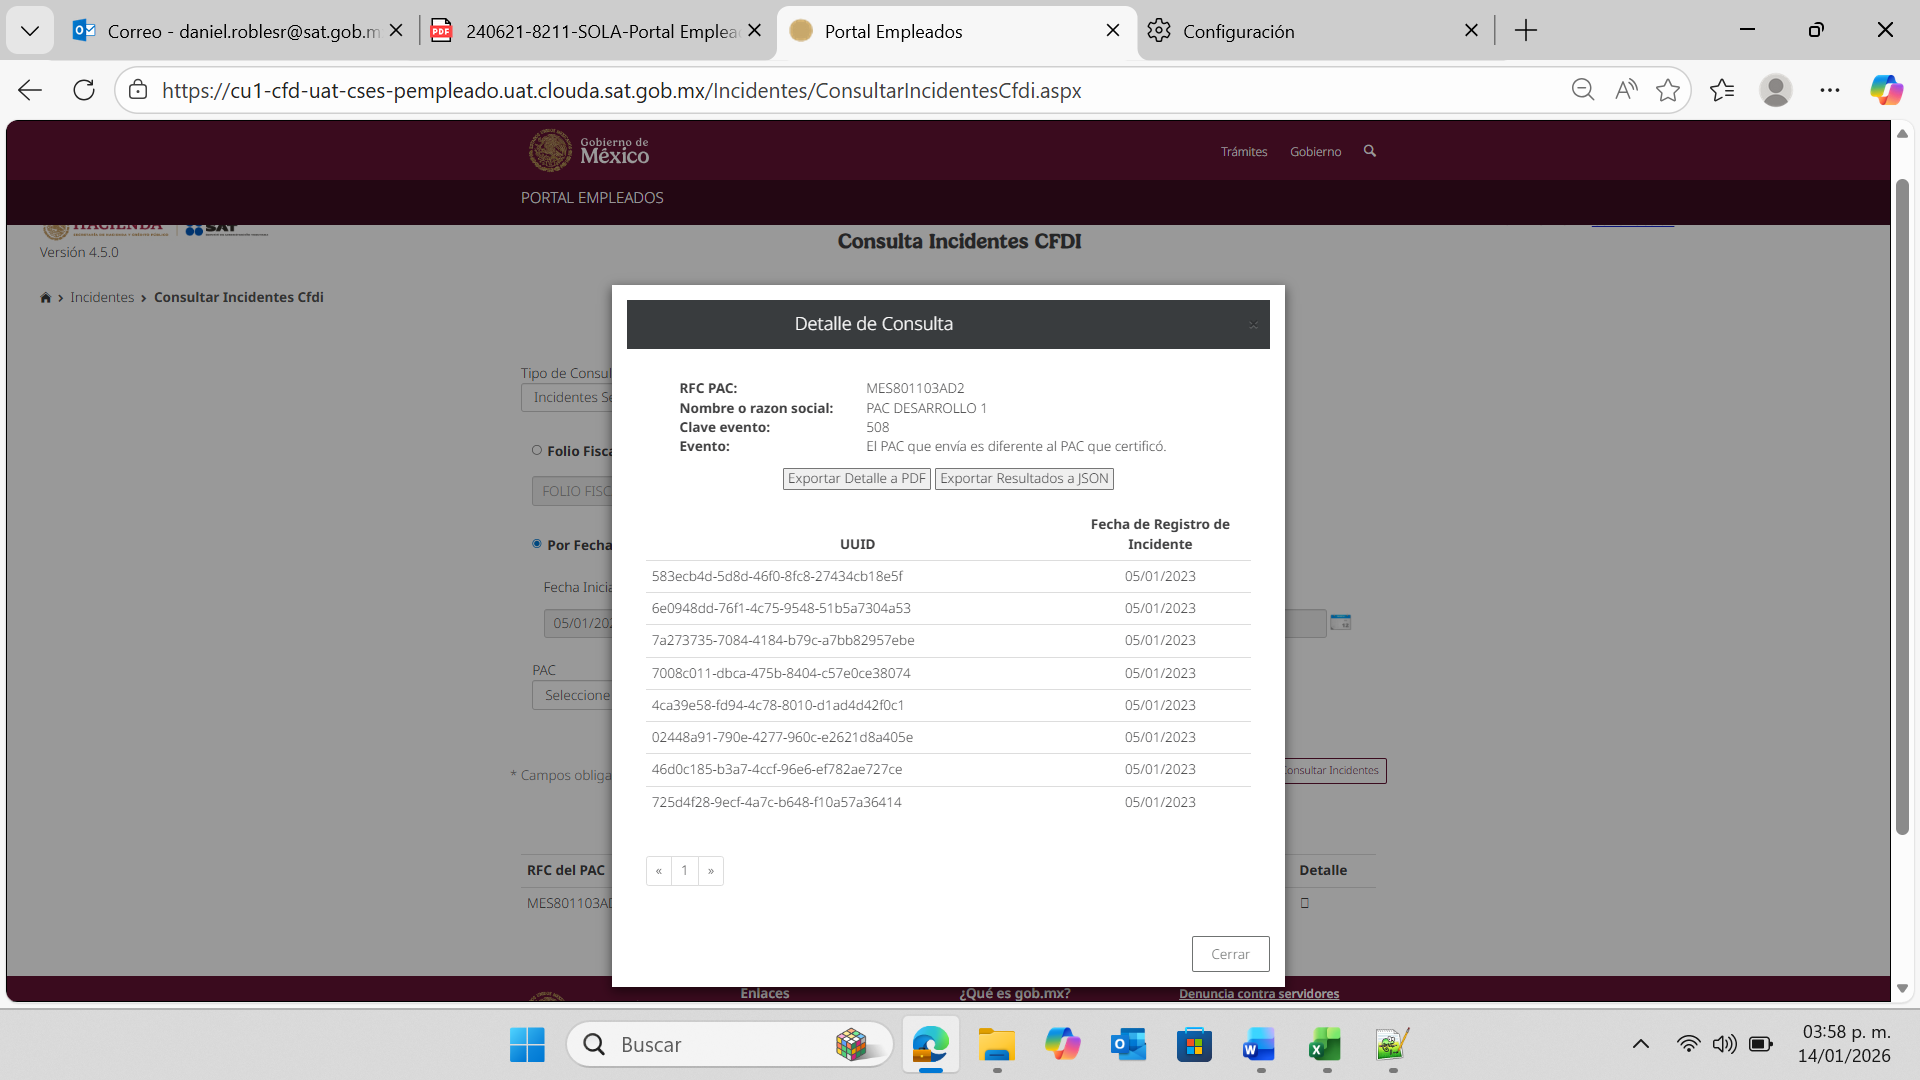 Correo - daniel.roblesr@sat.gob.m
240621-8211-SOLA-Portal Emplea
Portal Empleados
Configuración
https://cu1-cfd-uat-cses-pempleado.uat.clouda.sat.gob.mx/Incidentes/ConsultarIncidentesCfdi.aspx
Gobierno de
México
Trámites
Gobierno
PORTAL EMPLEADOS
HACIENDA
SAT
Versión 4.5.0
Consulta Incidentes CFDI
Incidentes > Consultar Incidentes Cfdi
Detalle de Consulta
Tipo de Consul
Incidentes Se
Folio Fisca
FOLIO FISC
Por Fecha
Fecha Inicia
05/01/202
PAC
Seleccione
* Campos obliga
RFC PAC: MES801103AD2
Nombre o razon social: PAC DESARROLLO 1
Clave evento: 508
Evento: El PAC que envía es diferente al PAC que certificó.
Exportar Detalle a PDF Exportar Resultados a JSON
UUID Fecha de Registro de
Incidente
583ecb4d-5d8d-46f0-8fc8-27434cb18e5f 05/01/2023
6e0948dd-76f1-4c75-9548-51b5a7304a53 05/01/2023
7a273735-7084-4184-b79c-a7bb82957ebe 05/01/2023
7008c011-dbca-475b-8404-c57e0ce38074 05/01/2023
4ca39e58-fd94-4c78-8010-d1ad4d42f0c1 05/01/2023
02448a91-790e-4277-960c-e2621d8a405e 05/01/2023
46d0c185-b3a7-4ccf-96e6-ef782ae727ce 05/01/2023
725d4f28-9ecf-4a7c-b648-f10a57a36414 05/01/2023
« 1 »
Cerrar
onsultar Incidentes
RFC del PAC
Detalle
MES801103AD
Enlaces
¿Qué es gob.mx?
Denuncia contra servidores
Buscar
03:58 p. m.
14/01/2026